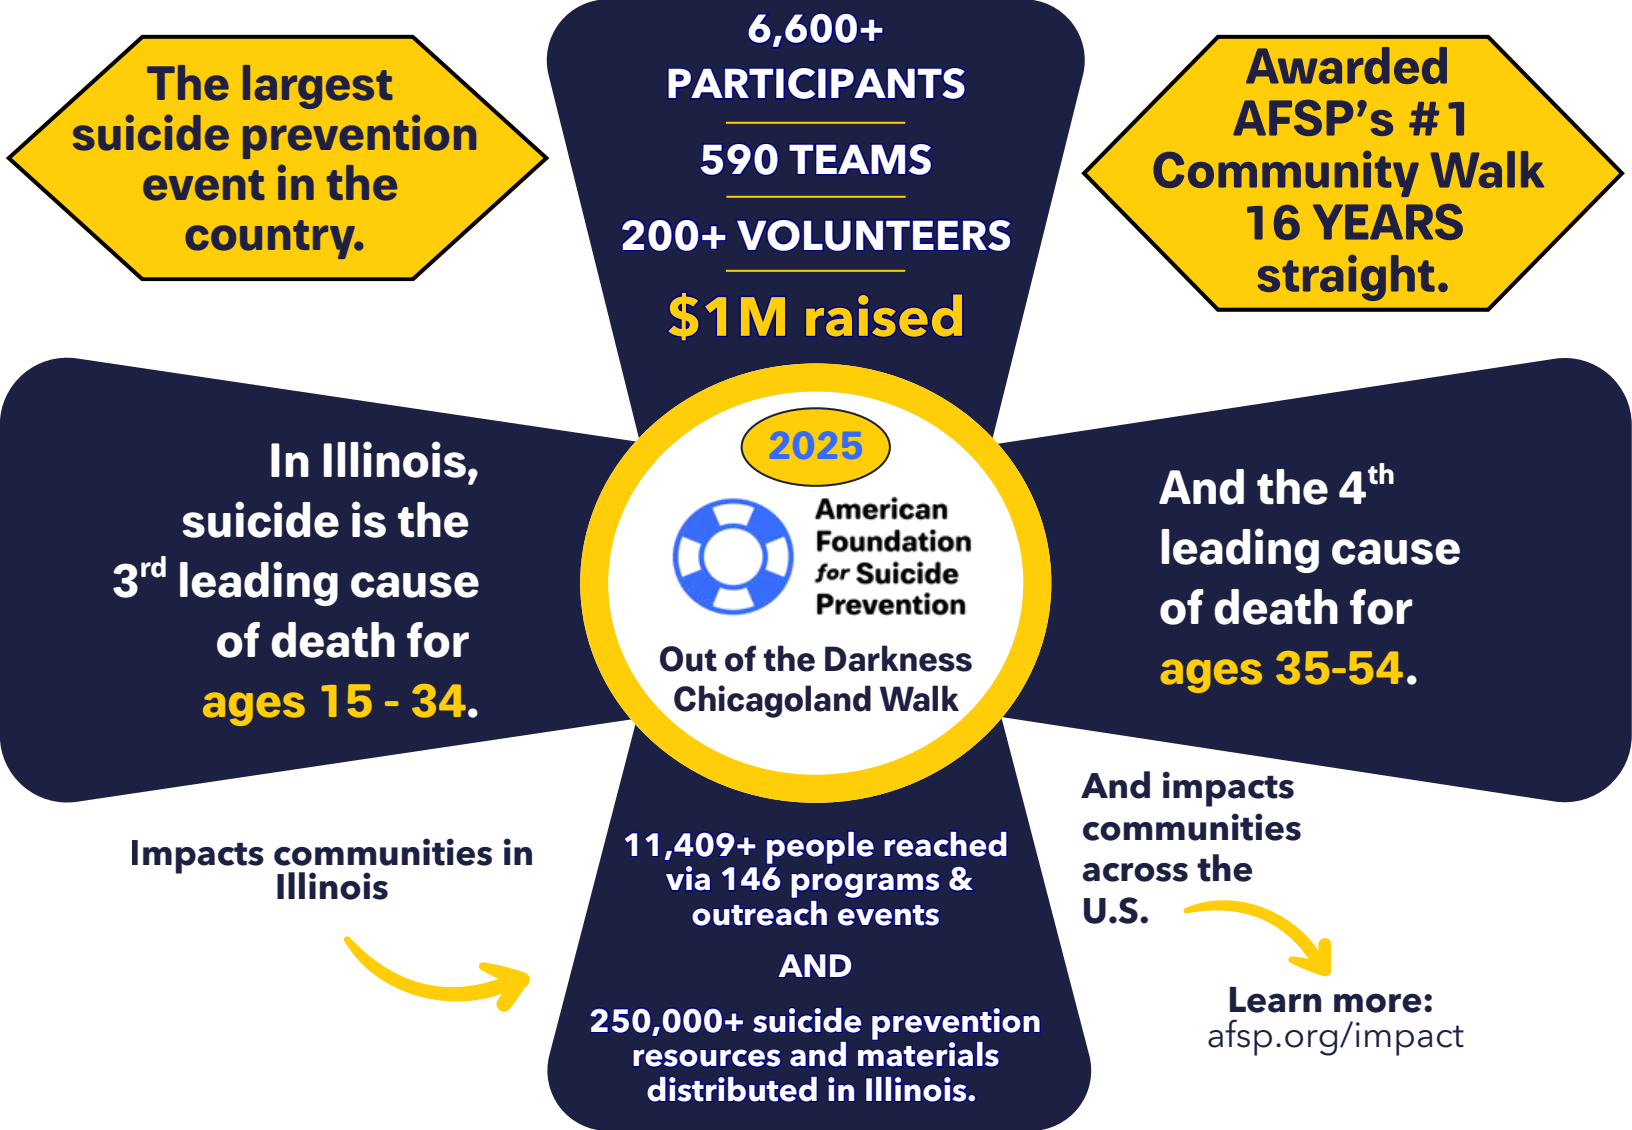 The largest
suicide prevention
event in the
country.
6,600+
PARTICIPANTS
590 TEAMS
200+ VOLUNTEERS
$1M raised
Awarded
AFSP’s #1
Community Walk
16 YEARS
straight.
In Illinois,
suicide is the
3rd leading cause
of death for
ages 15 - 34.
2025
American
Foundation
for Suicide
Prevention
Out of the Darkness
Chicagoland Walk
And the 4th
leading cause
of death for
ages 35-54.
Impacts communities in
Illinois
11,409+ people reached
via 146 programs &
outreach events
AND
250,000+ suicide prevention
resources and materials
distributed in Illinois.
And impacts
communities
across the
U.S.
Learn more:
afsp.org/impact